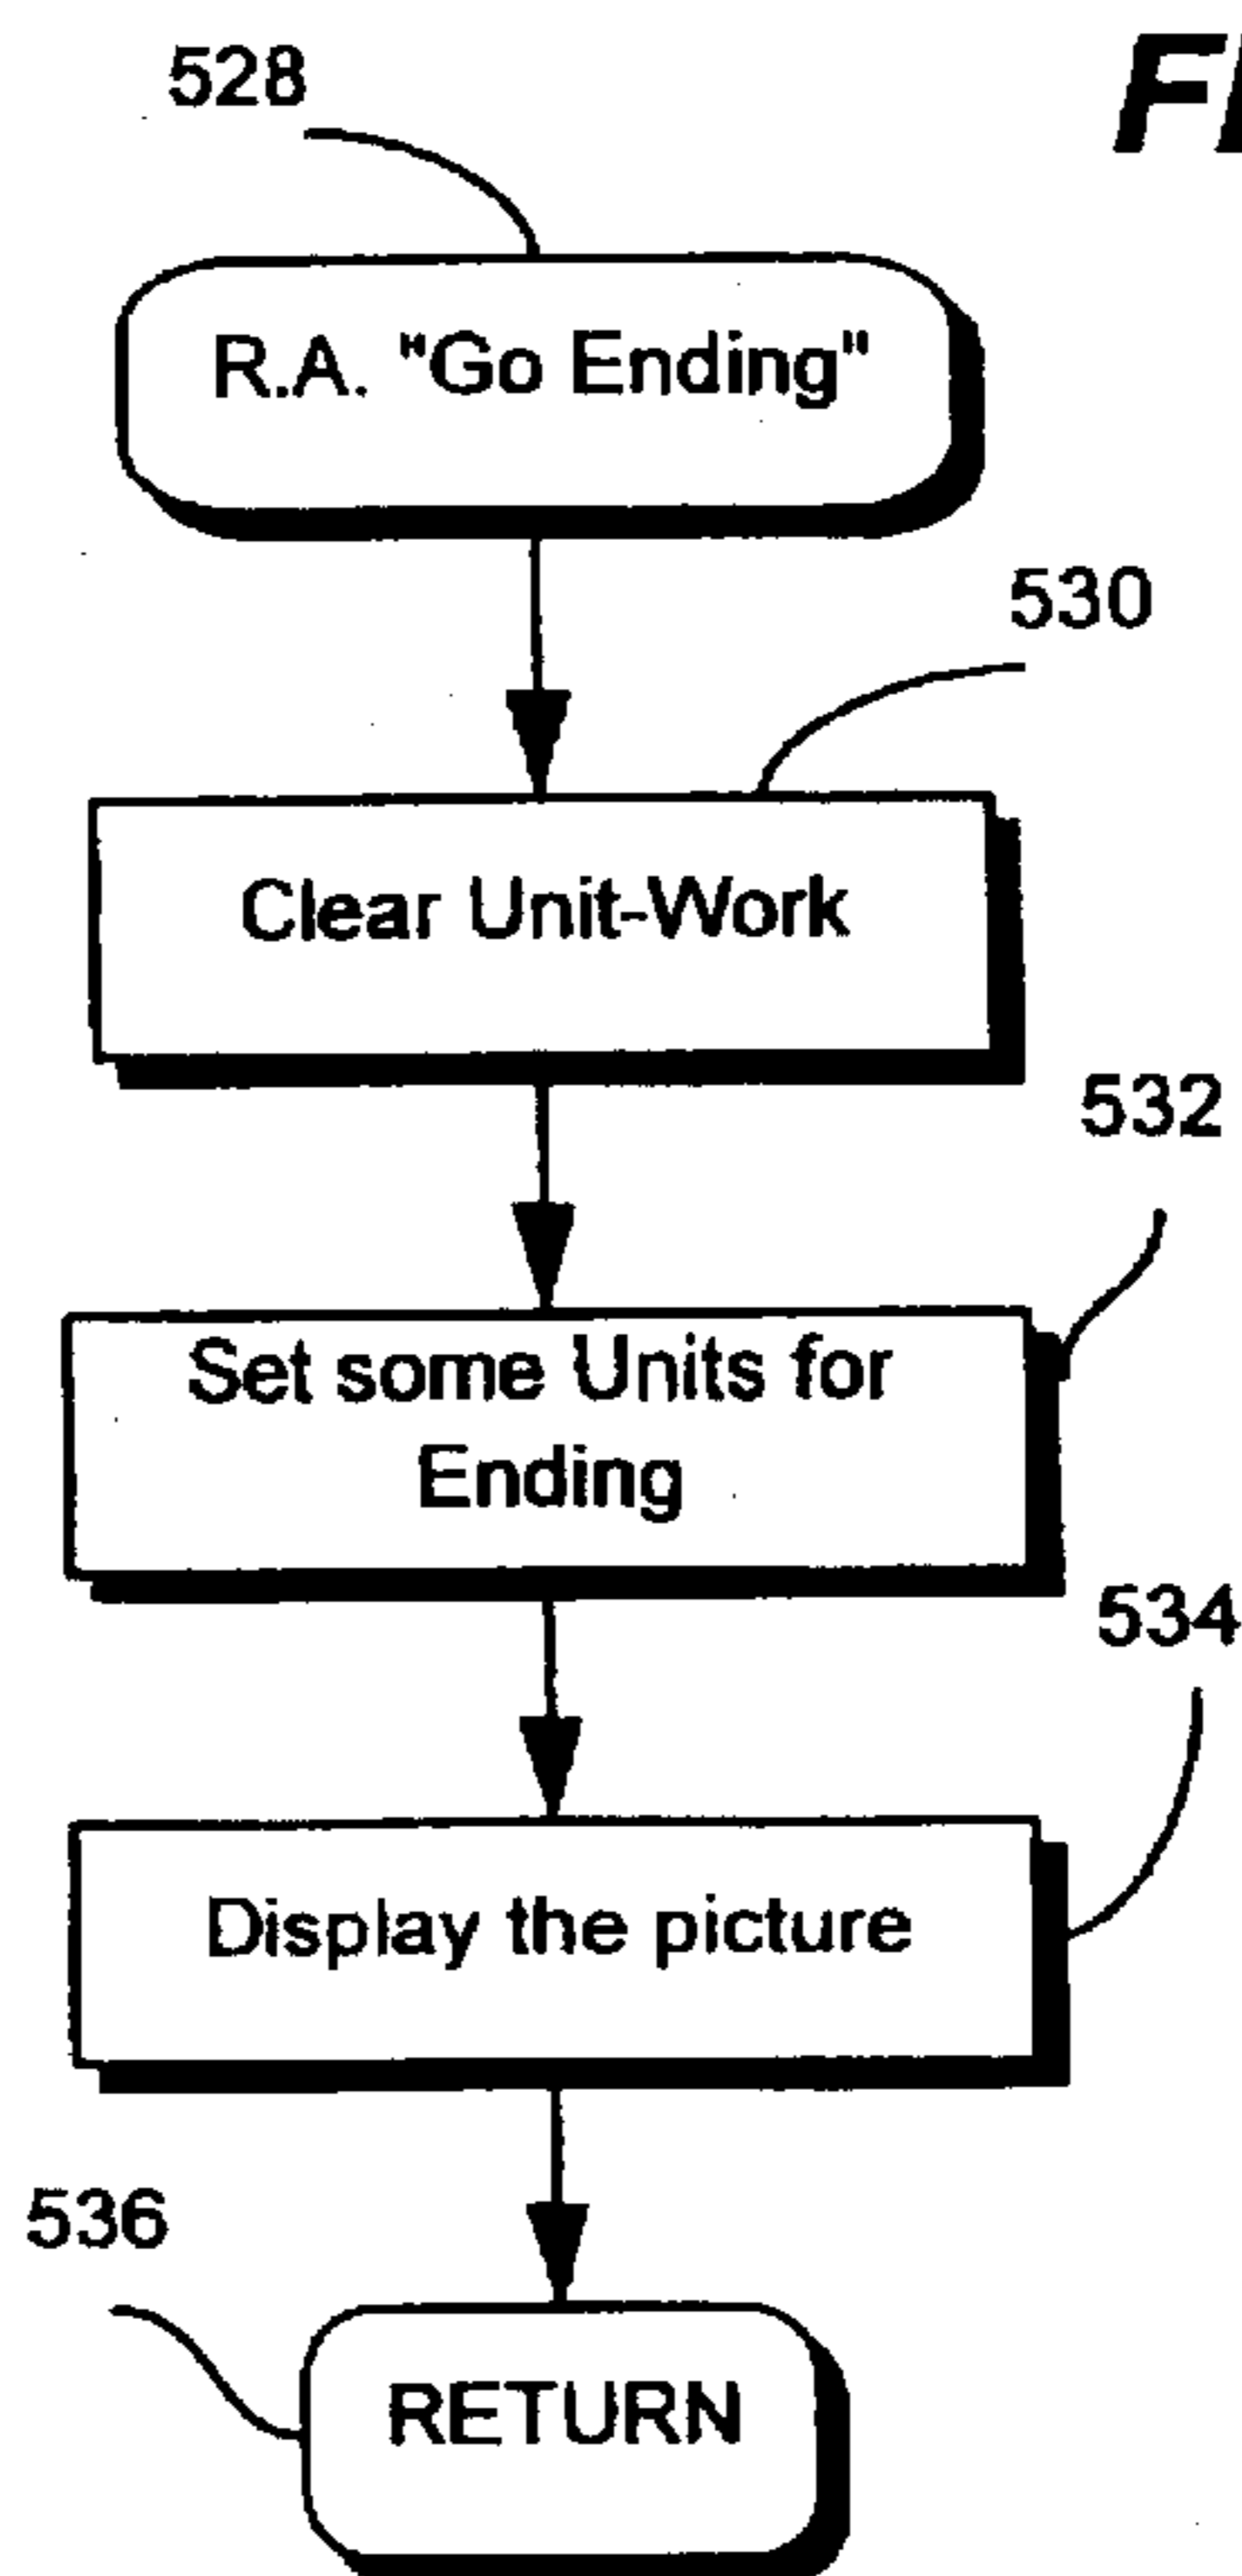 528
R.A. "Go Ending"
530
Clear Unit-Work
532
Set some Units for
Ending
534
Display the picture
536
RETURN